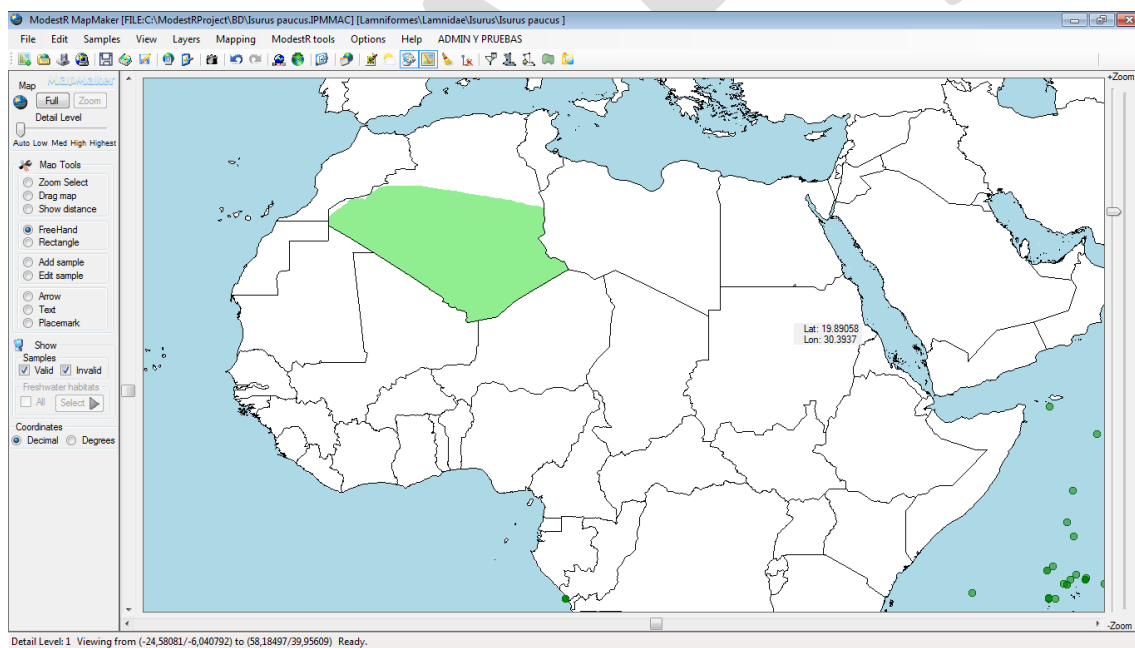 ModestR MapMaker [FILE:C:\ModestRProject\BD\Isurus paucus.IPMMAC] [Lamniformes\Lamnidae\Isurus\Isurus paucus ]
File Edit Samples View Layers Mapping ModestR tools Options Help ADMIN Y PRUEBAS
Map MapMaker
Full Zoom
Detail Level
Auto Low Med High Highest
Map Tools
Zoom Select
Drag map
Show distance
FreeHand
Rectangle
Add sample
Edit sample
Arrow
Text
Placemark
Show
Samples
Valid Invalid
Freshwater habitats
All Select
Coordinates
Decimal Degrees
+Zoom
Lat: 19.89058
Lon: 30.3937
-Zoom
Detail Level: 1 Viewing from (-24,58081/-6,040792) to (58,18497/39,95609) Ready.